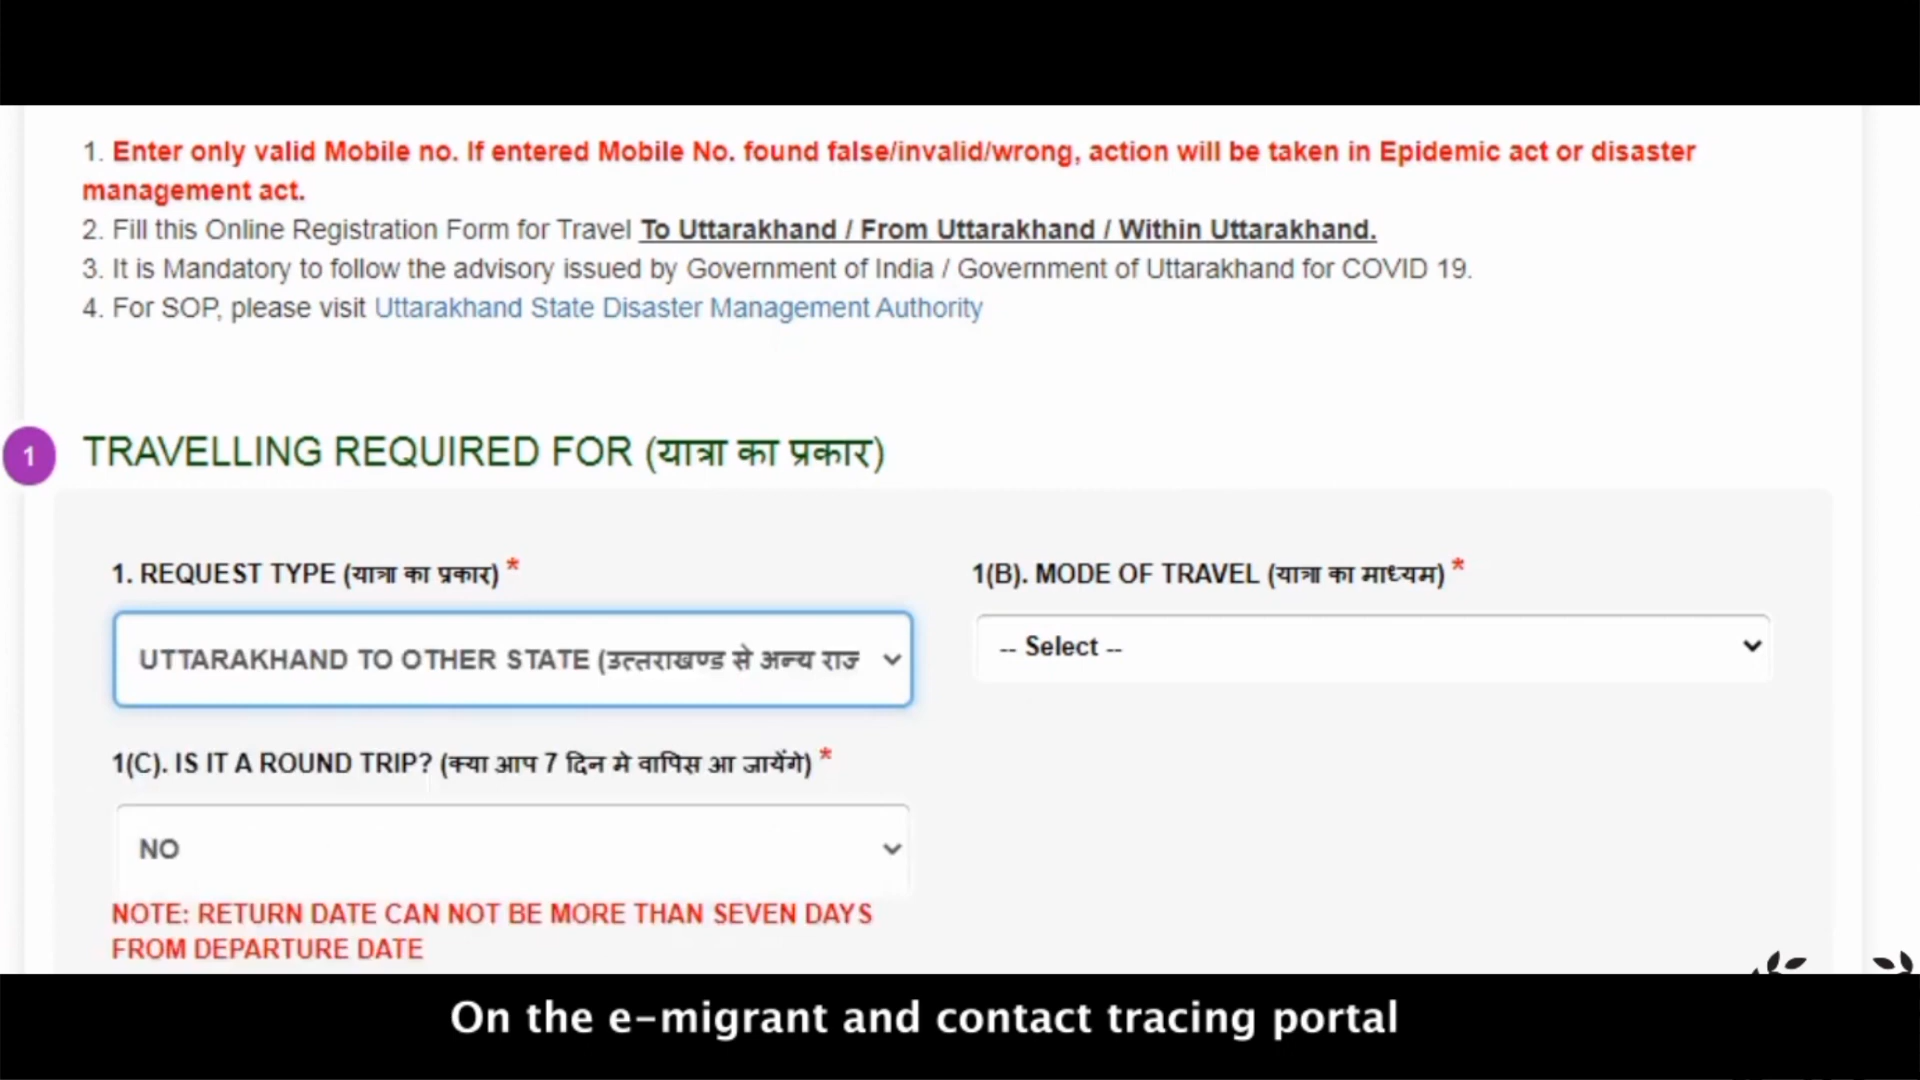 1. Enter only valid Mobile no. If entered Mobile No. found false/invalid/wrong, action will be taken in Epidemic act or disaster
management act.
2. Fill this Online Registration Form for Travel To Uttarakhand / From Uttarakhand / Within Uttarakhand.
3. It is Mandatory to follow the advisory issued by Government of India / Government of Uttarakhand for COVID 19.
4. For SOP, please visit Uttarakhand State Disaster Management Authority
1 TRAVELLING REQUIRED FOR (यात्रा का प्रकार)
1. REQUEST TYPE (यात्रा का प्रकार) *
UTTARAKHAND TO OTHER STATE (उत्तराखण्ड से अन्य राज
1(B). MODE OF TRAVEL (यात्रा का माध्यम) *
-- Select --
1(C). IS IT A ROUND TRIP? (क्या आप 7 दिन मे वापिस आ जायेंगे) *
NO
NOTE: RETURN DATE CAN NOT BE MORE THAN SEVEN DAYS
FROM DEPARTURE DATE
On the e-migrant and contact tracing portal